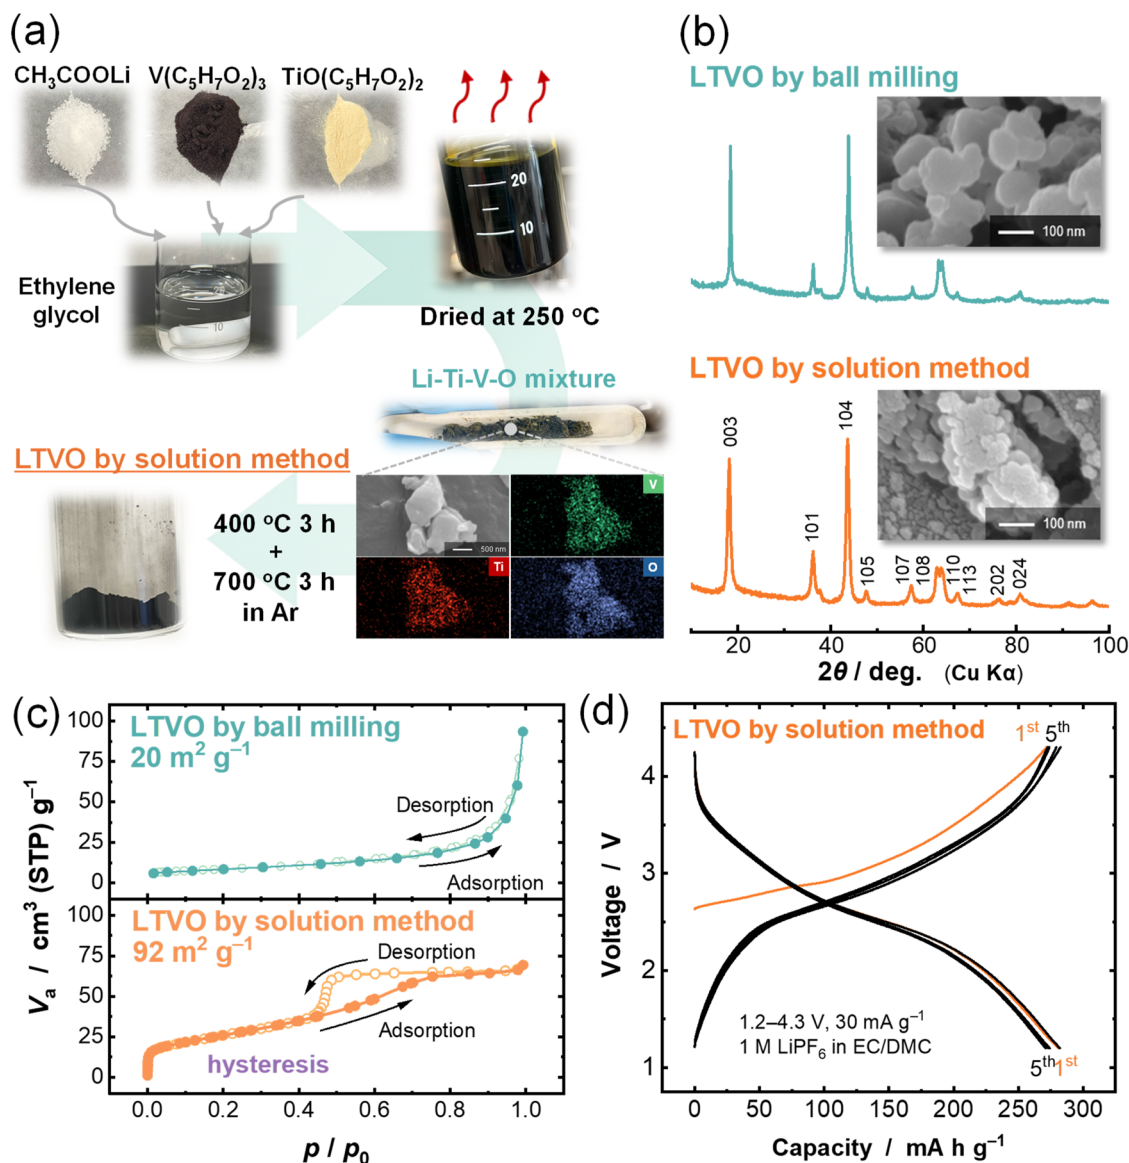 (a)
CH₃COOLi
V(C₅H₇O₂)₃
TiO(C₅H₇O₂)₂
20
10
Ethylene
glycol
10
Dried at 250 °C
Li-Ti-V-O mixture
LTVO by solution method
400 °C 3 h
+
700 °C 3 h
in Ar
V
500 nm
Ti
O
(b)
LTVO by ball milling
100 nm
LTVO by solution method
100 nm
003
101
104
105
107
108
110
113
202
024
20
40
60
80
100
2θ / deg. (Cu Kα)
(c)
LTVO by ball milling
20 m² g⁻¹
Desorption
Adsorption
100
75
50
25
0
LTVO by solution method
92 m² g⁻¹
Desorption
Adsorption
hysteresis
100
75
50
25
0
Vₐ / cm³ (STP) g⁻¹
0.0
0.2
0.4
0.6
0.8
1.0
p / p₀
(d)
LTVO by solution method
1ˢᵗ
5ᵗʰ
4
3
2
1
Voltage / V
1.2–4.3 V, 30 mA g⁻¹
1 M LiPF₆ in EC/DMC
5ᵗʰ
1ˢᵗ
0
50
100
150
200
250
300
Capacity / mA h g⁻¹